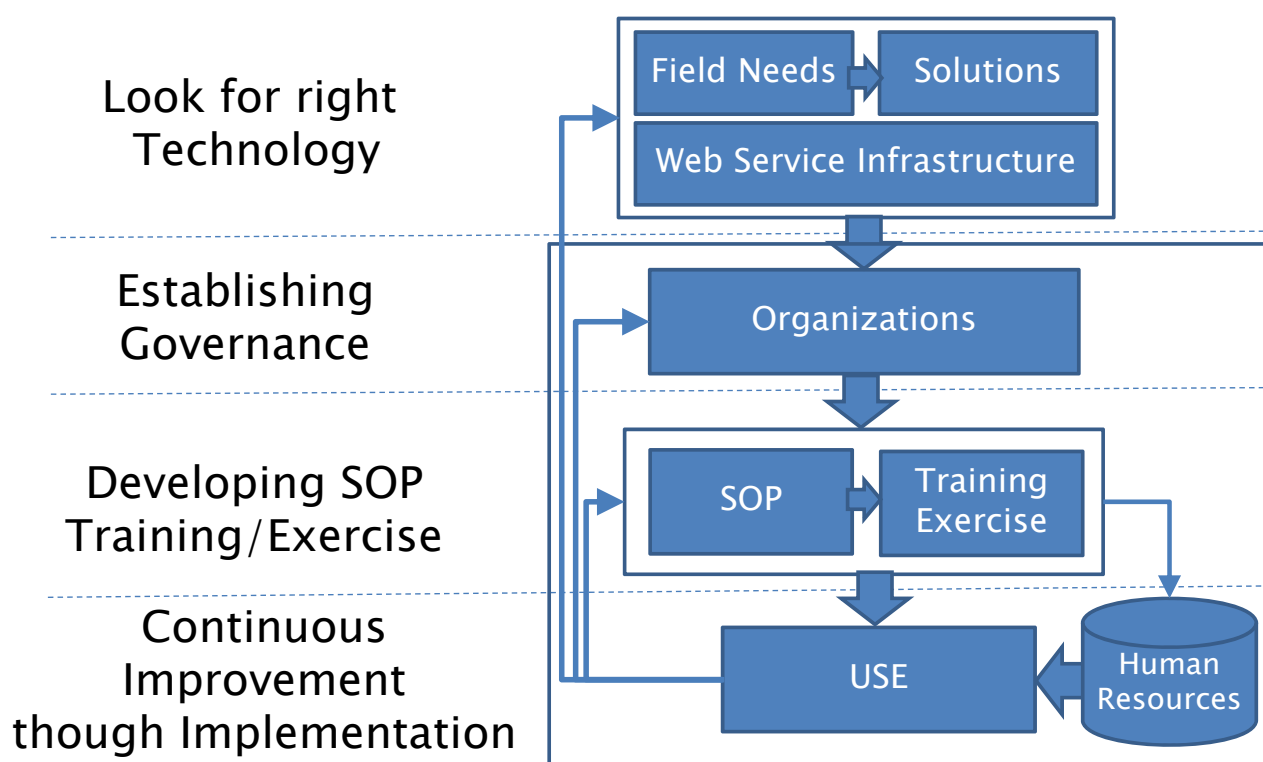 Look for right
Technology
Field Needs
Solutions
Web Service Infrastructure
Establishing
Governance
Organizations
Developing SOP
Training/Exercise
SOP
Training
Exercise
Continuous
Improvement
though Implementation
USE
Human
Resources